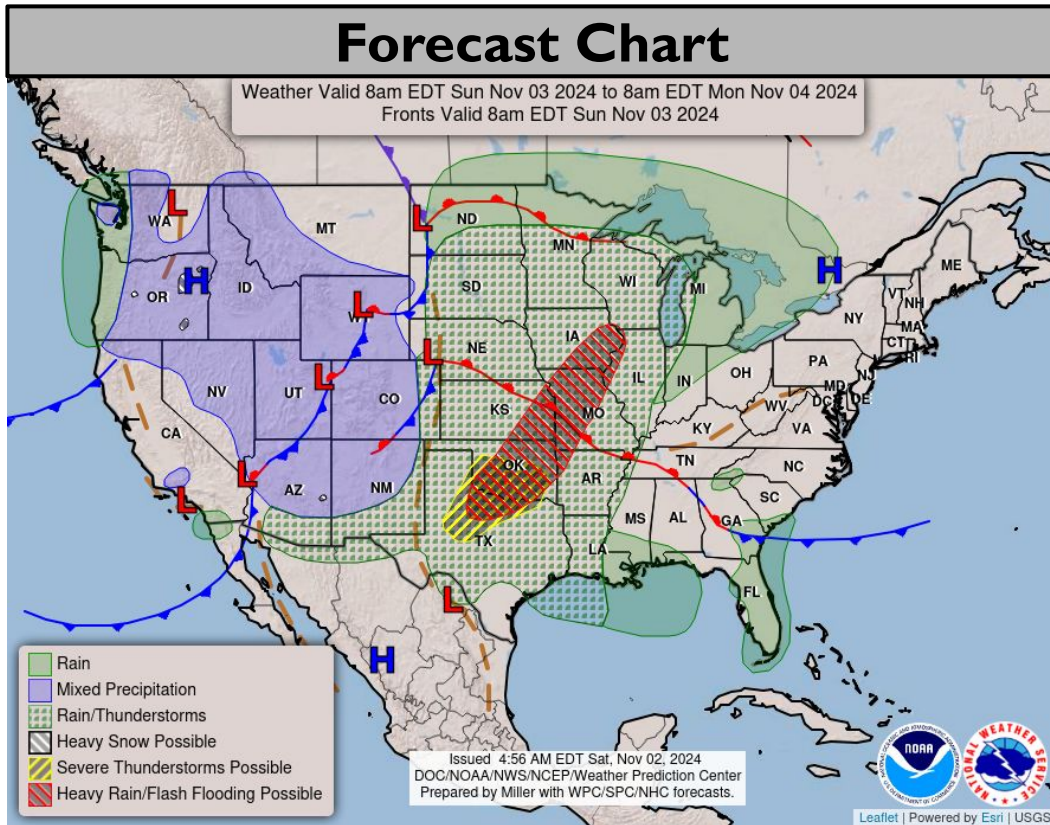 Forecast Chart
Weather Valid 8am EDT Sun Nov 03 2024 to 8am EDT Mon Nov 04 2024
Fronts Valid 8am EDT Sun Nov 03 2024
WA
L
MT
L
ND
MN
ME
H
OR
ID
L
W
SD
WI
MI
H
VT
NH
NY
MA
CT
RI
IA
NE
L
PA
NJ
OH
IN
IL
MD
DE
DC
NV
UT
L
CO
KS
MO
WV
VA
KY
CA
L
AZ
NM
OK
AR
TN
NC
SC
L
MS
AL
GA
TX
LA
FL
L
H
Rain
Mixed Precipitation
Rain/Thunderstorms
Heavy Snow Possible
Severe Thunderstorms Possible
Heavy Rain/Flash Flooding Possible
Issued 4:56 AM EDT Sat, Nov 02, 2024
DOC/NOAA/NWS/NCEP/Weather Prediction Center
Prepared by Miller with WPC/SPC/NHC forecasts.
NOAA
NATIONAL WEATHER SERVICE
Leaflet | Powered by Esri | USGS